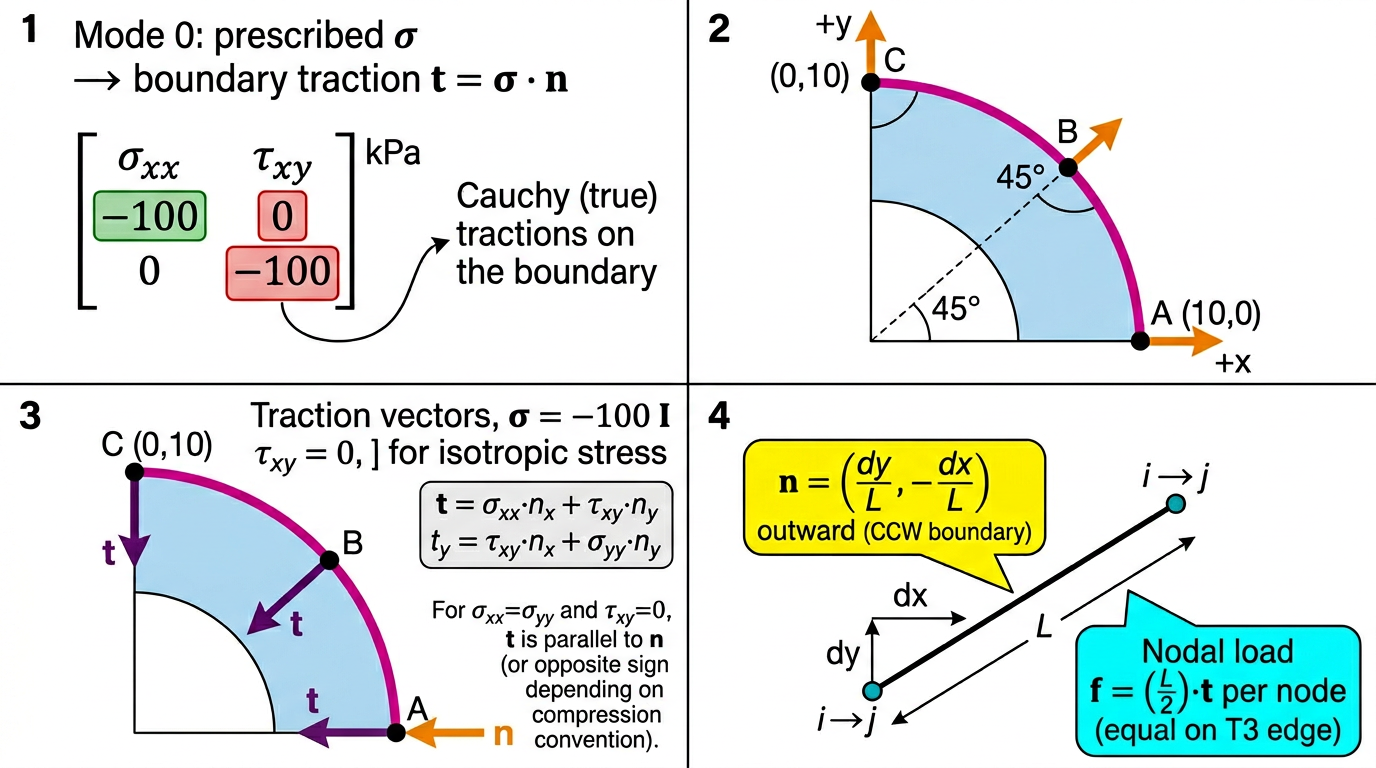 1
Mode 0: prescribed σ
→ boundary traction t = σ · n
σxx τxy
−100 0
0 −100
kPa
Cauchy (true)
tractions on
the boundary
2
+y
C
(0,10)
B
45°
45°
A (10,0)
+x
3
Traction vectors, σ = −100 I
τxy = 0, ] for isotropic stress
C (0,10)
t = σxx·nx + τxy·ny
ty = τxy·nx + σyy·ny
t
B
t
For σxx=σyy and τxy=0,
t is parallel to n
(or opposite sign
depending on
compression
convention).
t
A
n
4
n = (dy/L, −dx/L)
outward (CCW boundary)
i→j
dx
dy
L
i→j
Nodal load
f = (L/2)·t per node
(equal on T3 edge)